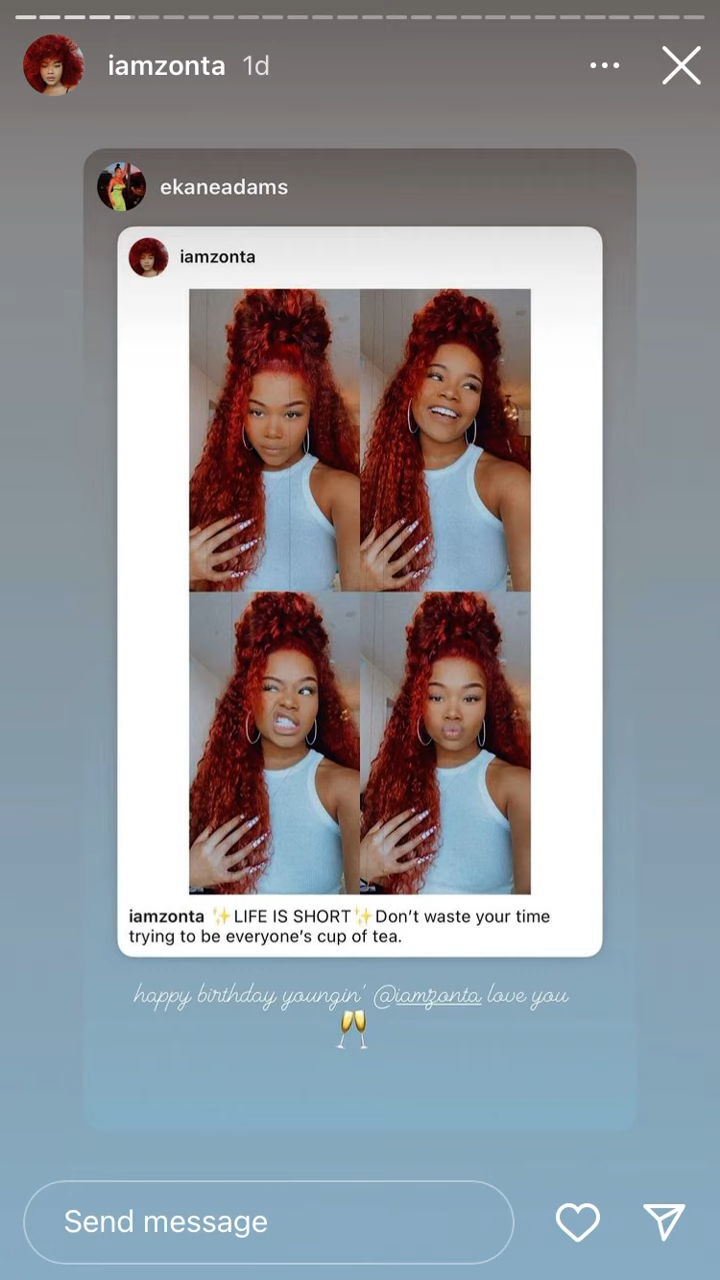 iamzonta 1d
ekaneadams
iamzonta
iamzonta ✨LIFE IS SHORT✨Don’t waste your time
trying to be everyone’s cup of tea.
happy birthday youngin' @iamzonta love you
🥂
Send message